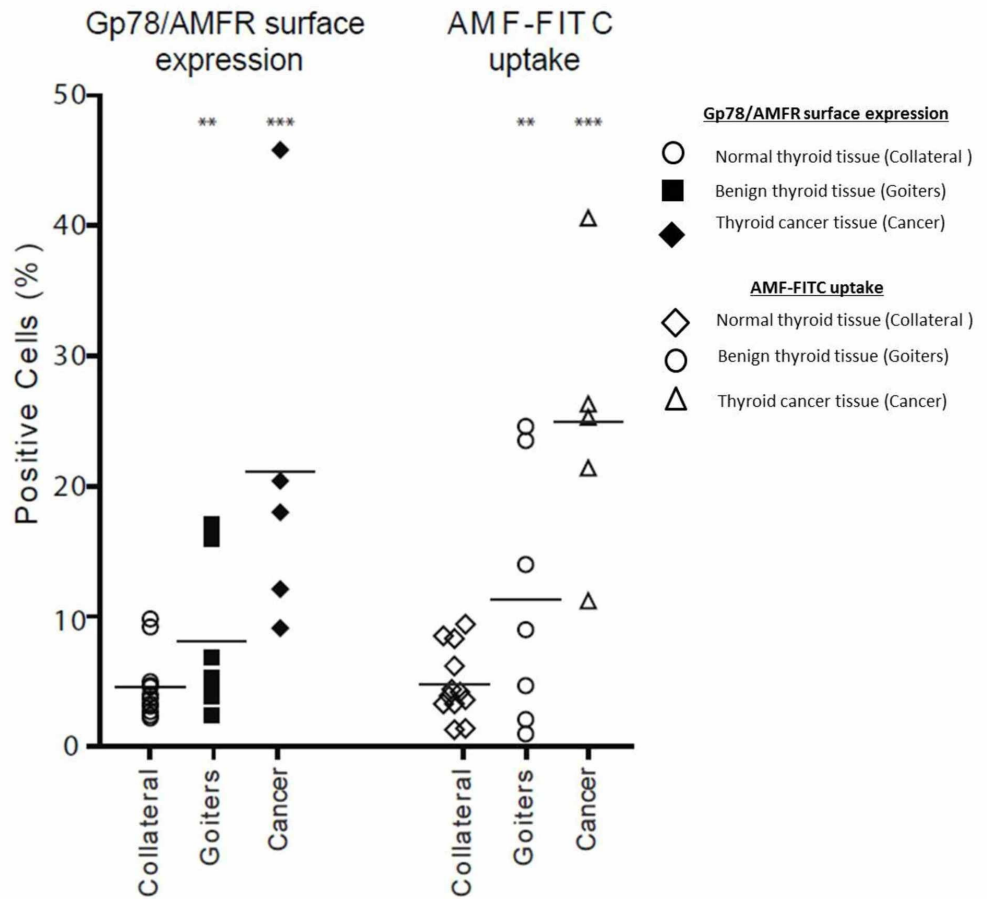 Gp78/AMFR surface
expression
AMF-FITC
uptake
50
40
30
20
10
0
Positive Cells (%)
**
***
**
***
Collateral
Goiters
Cancer
Collateral
Goiters
Cancer
Gp78/AMFR surface expression
Normal thyroid tissue (Collateral )
Benign thyroid tissue (Goiters)
Thyroid cancer tissue (Cancer)
AMF-FITC uptake
Normal thyroid tissue (Collateral )
Benign thyroid tissue (Goiters)
Thyroid cancer tissue (Cancer)